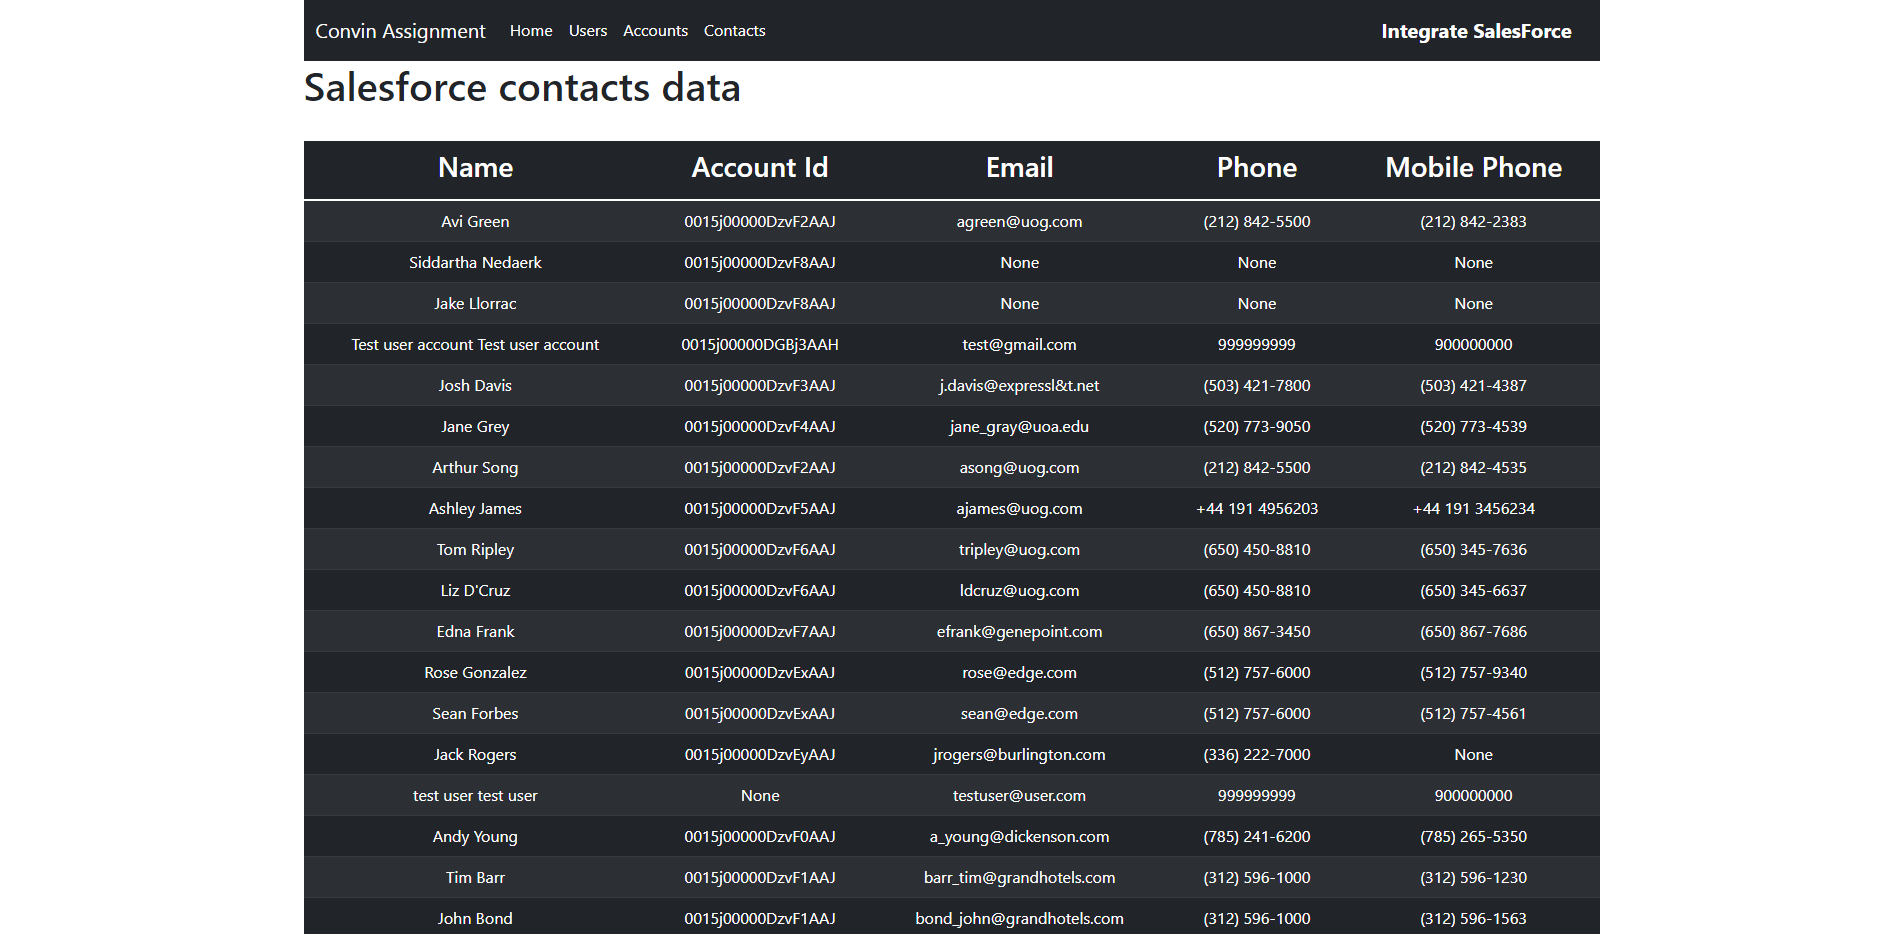 Convin Assignment Home Users Accounts Contacts Integrate SalesForce
Salesforce contacts data
Name Account Id Email Phone Mobile Phone
Avi Green 0015j00000DzvF2AAJ agreen@uog.com (212) 842-5500 (212) 842-2383
Siddartha Nedaerk 0015j00000DzvF8AAJ None None None
Jake Llorrac 0015j00000DzvF8AAJ None None None
Test user account Test user account 0015j00000DGBj3AAH test@gmail.com 999999999 900000000
Josh Davis 0015j00000DzvF3AAJ j.davis@expressl&t.net (503) 421-7800 (503) 421-4387
Jane Grey 0015j00000DzvF4AAJ jane_gray@uoa.edu (520) 773-9050 (520) 773-4539
Arthur Song 0015j00000DzvF2AAJ asong@uog.com (212) 842-5500 (212) 842-4535
Ashley James 0015j00000DzvF5AAJ ajames@uog.com +44 191 4956203 +44 191 3456234
Tom Ripley 0015j00000DzvF6AAJ tripley@uog.com (650) 450-8810 (650) 345-7636
Liz D'Cruz 0015j00000DzvF6AAJ ldcruz@uog.com (650) 450-8810 (650) 345-6637
Edna Frank 0015j00000DzvF7AAJ efrank@genepoint.com (650) 867-3450 (650) 867-7686
Rose Gonzalez 0015j00000DzvExAAJ rose@edge.com (512) 757-6000 (512) 757-9340
Sean Forbes 0015j00000DzvExAAJ sean@edge.com (512) 757-6000 (512) 757-4561
Jack Rogers 0015j00000DzvEyAAJ jrogers@burlington.com (336) 222-7000 None
test user test user None testuser@user.com 999999999 900000000
Andy Young 0015j00000DzvF0AAJ a_young@dickenson.com (785) 241-6200 (785) 265-5350
Tim Barr 0015j00000DzvF1AAJ barr_tim@grandhotels.com (312) 596-1000 (312) 596-1230
John Bond 0015j00000DzvF1AAJ bond_john@grandhotels.com (312) 596-1000 (312) 596-1563